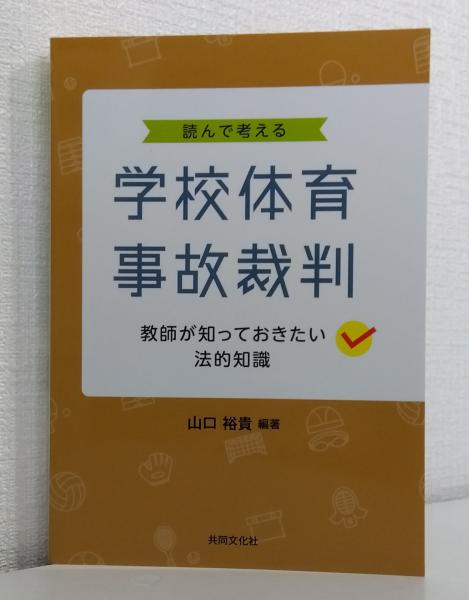 読んで考える
学校体育
事故裁判
教師が知っておきたい
法的知識
山口 裕貴 編著
共同文化社